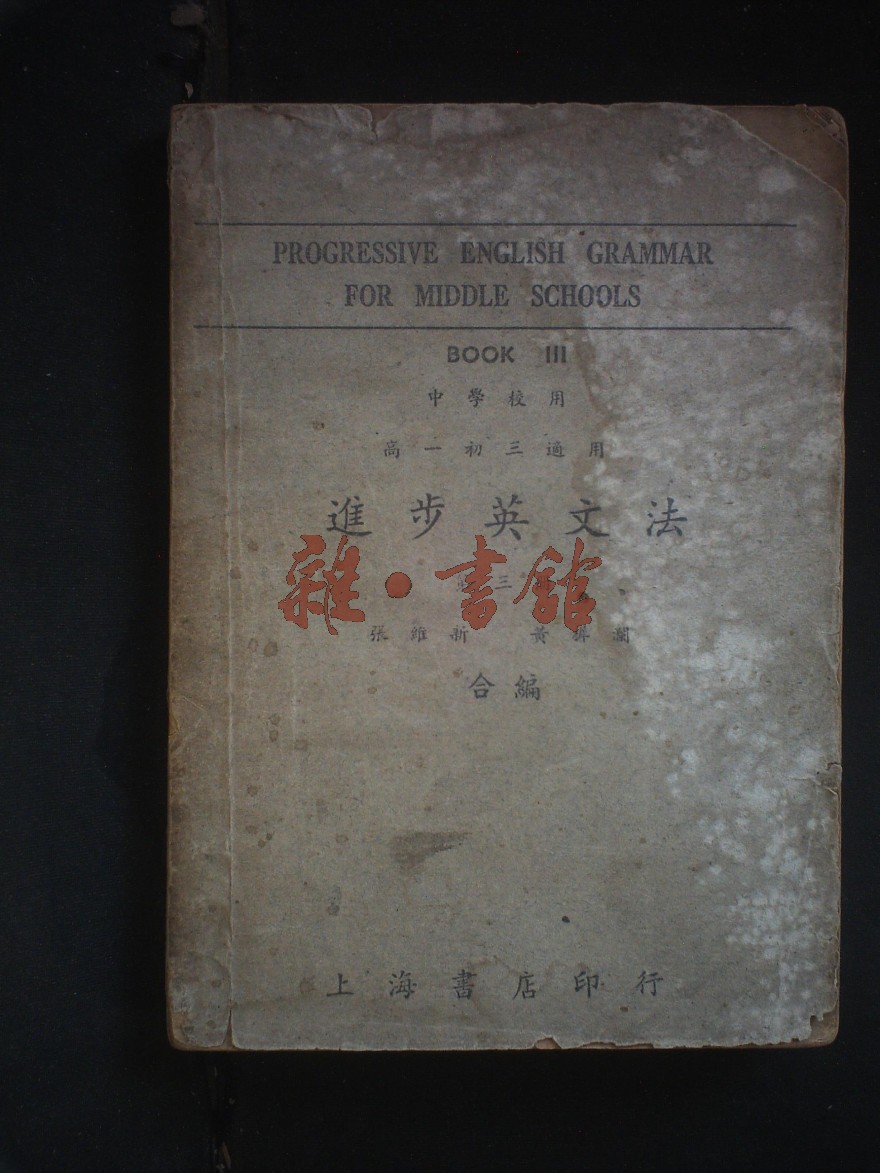 PROGRESSIVE ENGLISH GRAMMAR
FOR MIDDLE SCHOOLS
BOOK III
中學校用
高一初三適用
進步英文法
雜·書館
三
張維新 黃 瀾
合編
上海書店印行